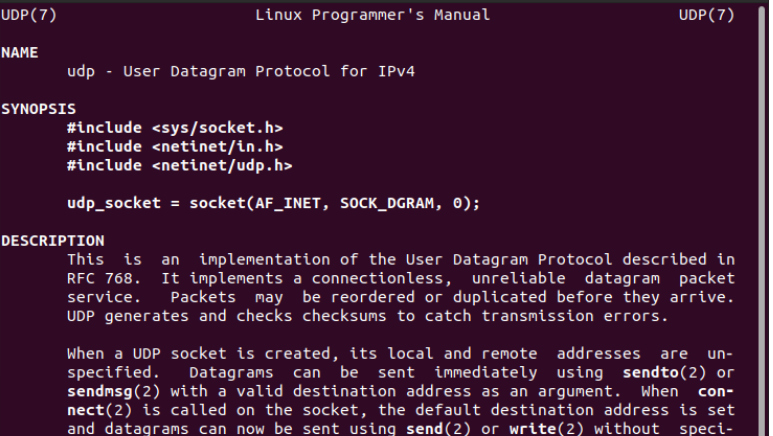 UDP(7) Linux Programmer's Manual UDP(7)
NAME
udp - User Datagram Protocol for IPv4
SYNOPSIS
#include <sys/socket.h>
#include <netinet/in.h>
#include <netinet/udp.h>
udp_socket = socket(AF_INET, SOCK_DGRAM, 0);
DESCRIPTION
This is an implementation of the User Datagram Protocol described in
RFC 768. It implements a connectionless, unreliable datagram packet
service. Packets may be reordered or duplicated before they arrive.
UDP generates and checks checksums to catch transmission errors.
When a UDP socket is created, its local and remote addresses are un-
specified. Datagrams can be sent immediately using sendto(2) or
sendmsg(2) with a valid destination address as an argument. When con-
nect(2) is called on the socket, the default destination address is set
and datagrams can now be sent using send(2) or write(2) without speci-